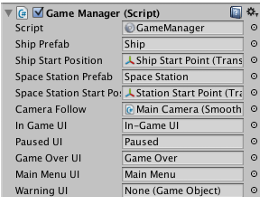 Game Manager (Script)
Script GameManager
Ship Prefab Ship
Ship Start Position Ship Start Point (Trans
Space Station Prefab Space Station
Space Station Start Pos Station Start Point (Tra
Camera Follow Main Camera (Smooth
In Game UI In-Game UI
Paused UI Paused
Game Over UI Game Over
Main Menu UI Main Menu
Warning UI None (Game Object)